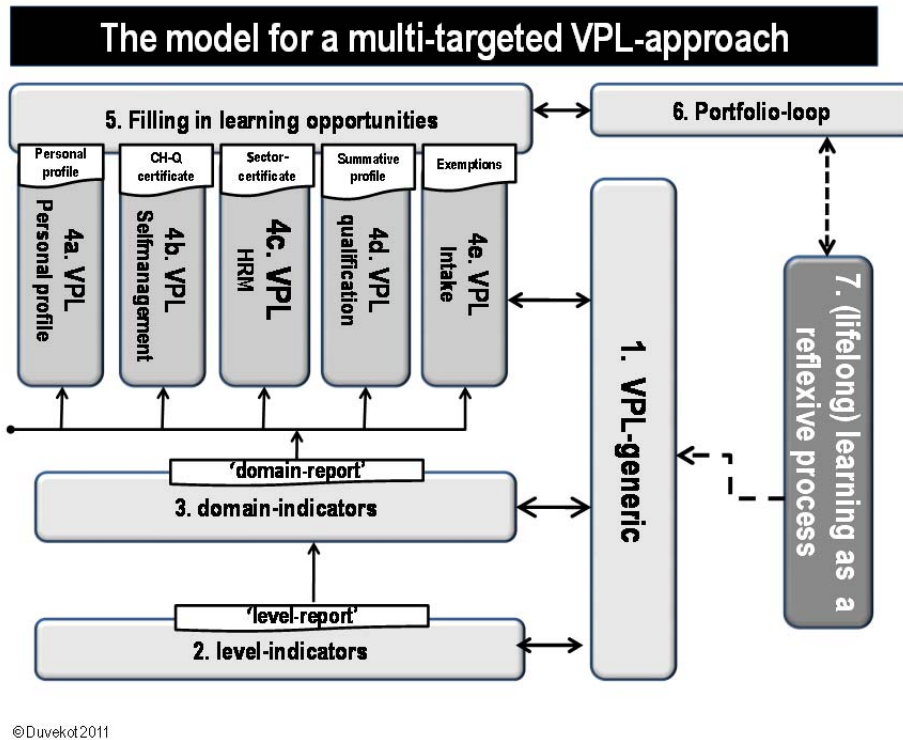 The model for a multi-targeted VPL-approach
5. Filling in learning opportunities
6. Portfolio-loop
Personal
profile
CH-Q
certificate
Sector-
certificate
Summative
profile
Exemptions
4a. VPL
Personal profile
4b. VPL
Selfmanagement
4c. VPL
HRM
4d. VPL
qualification
4e. VPL
Intake
1. VPL-generic
7. (lifelong) learning as a
reflexive process
'domain-report'
3. domain-indicators
'level-report'
2. level-indicators
©Duvekot2011